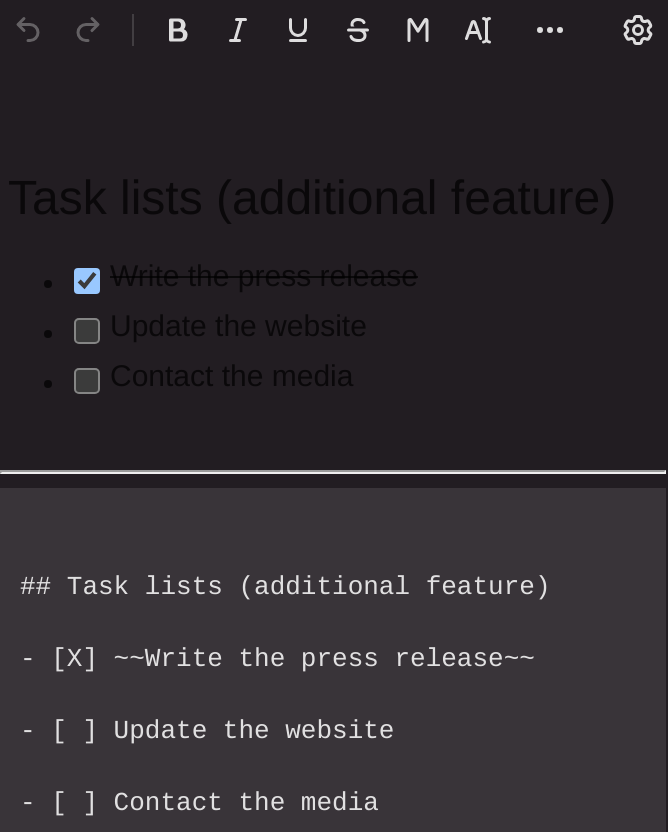 B I U S M A
Task lists (additional feature)
Write the press release
Update the website
Contact the media
## Task lists (additional feature)
- [X] ~~Write the press release~~
- [ ] Update the website
- [ ] Contact the media